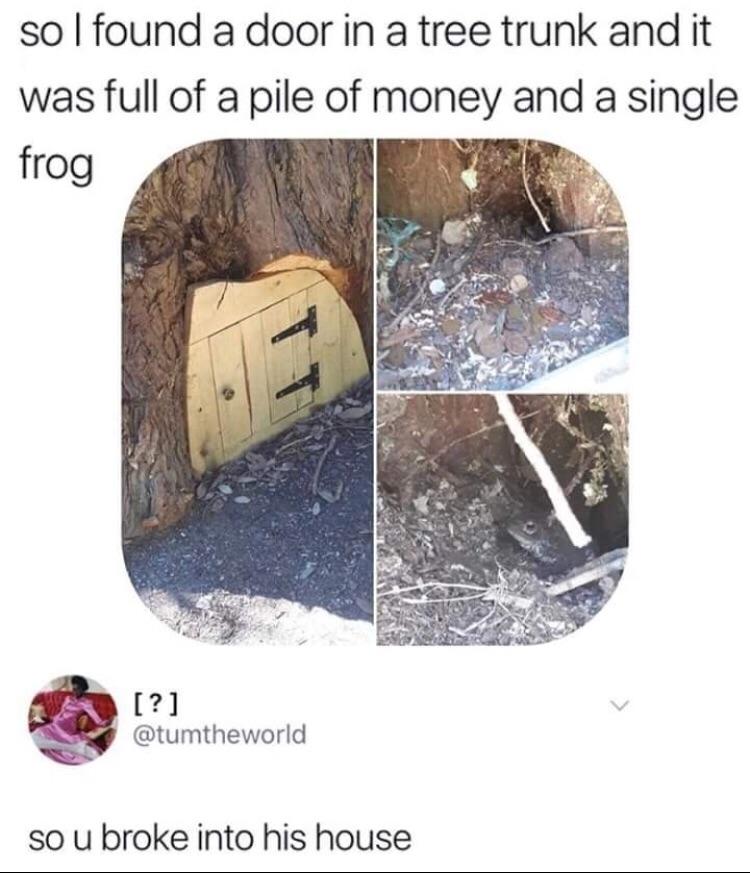 so I found a door in a tree trunk and it
was full of a pile of money and a single
frog
[?]
@tumtheworld
so u broke into his house